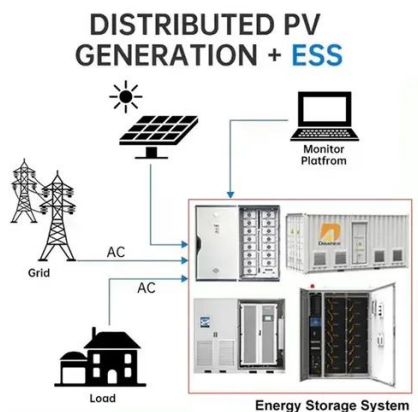 DISTRIBUTED PV
GENERATION + ESS
Monitor
Platfrom
AC
Grid
AC
Load
Energy Storage System